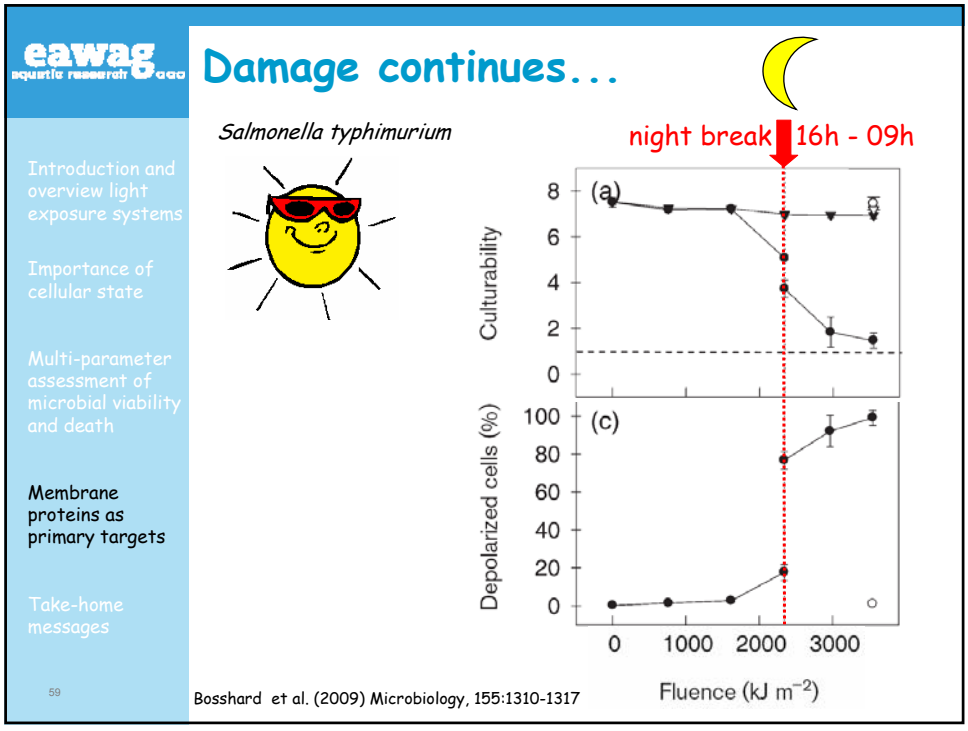 eawag
aquatic research
Damage continues...
Salmonella typhimurium
night break 16h - 09h
Introduction and
overview light
exposure systems
Importance of
cellular state
Multi-parameter
assessment of
microbial viability
and death
Membrane
proteins as
primary targets
Take-home
messages
59
(a)
Culturability
8
6
4
2
0
(c)
Depolarized cells (%)
100
80
60
40
20
0
0 1000 2000 3000
Fluence (kJ m⁻²)
Bosshard et al. (2009) Microbiology, 155:1310-1317